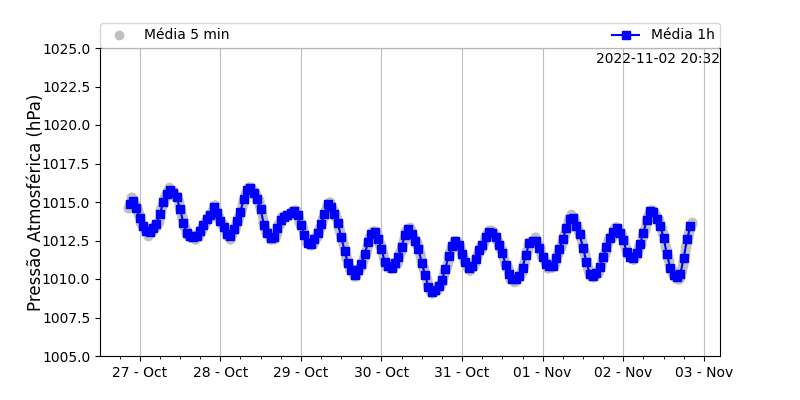 Média 5 min
Média 1h
2022-11-02 20:32
Pressão Atmosférica (hPa)
1025.0
1022.5
1020.0
1017.5
1015.0
1012.5
1010.0
1007.5
1005.0
27 - Oct
28 - Oct
29 - Oct
30 - Oct
31 - Oct
01 - Nov
02 - Nov
03 - Nov